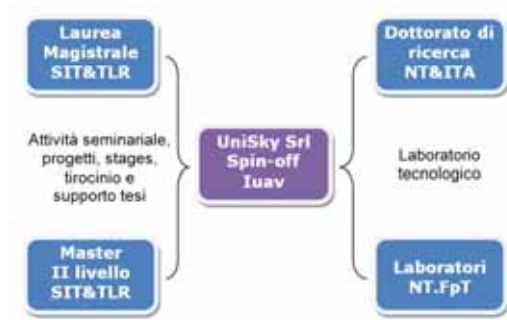 Laurea
Magistrale
SIT&TLR
Attività seminariale,
progetti, stages,
tirocinio e
supporto tesi
Master
II livello
SIT&TLR
UniSky Srl
Spin-off
Iuav
Dottorato di
ricerca
NT&ITA
Laboratorio
tecnologico
Laboratori
NT.FpT